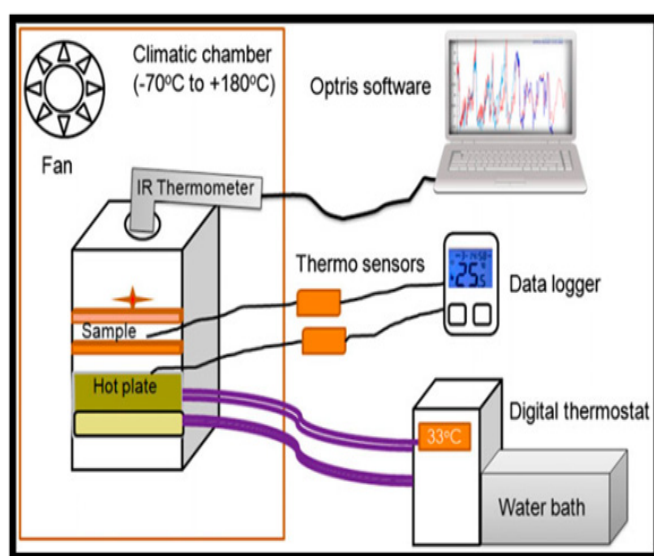 Climatic chamber
(-70ºC to +180ºC)
Optris software
Fan
IR Thermometer
Thermo sensors
Data logger
Sample
Hot plate
Digital thermostat
33ºC
Water bath